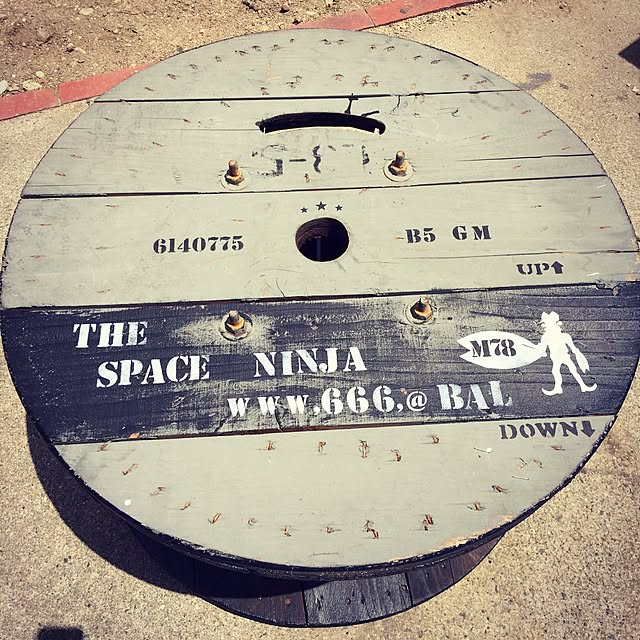 6140775
B5 GM
UP
THE
SPACE NINJA
M78
www.666.@ BAL
DOWN